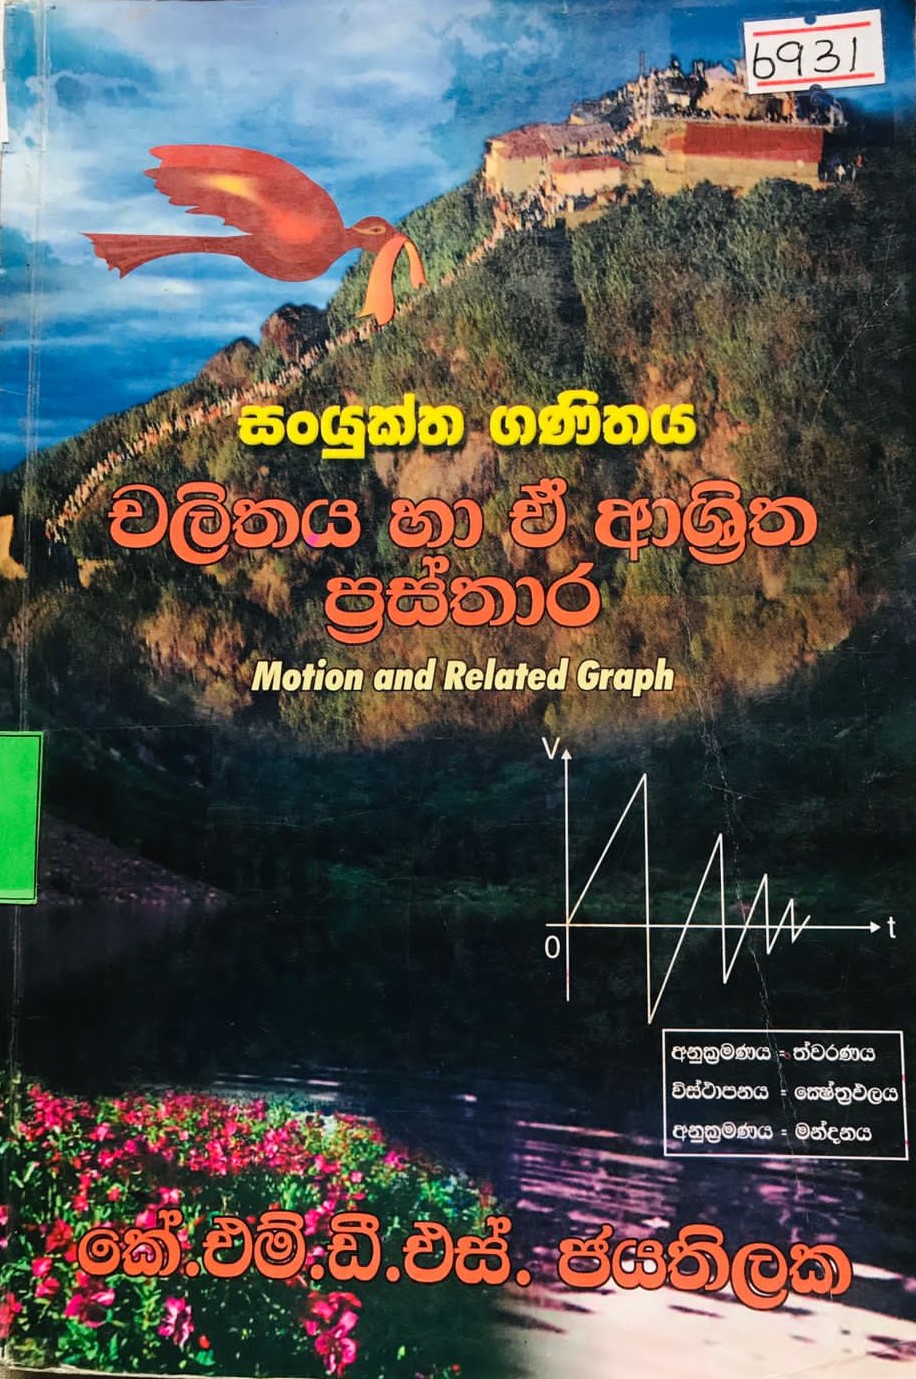 6931
සංයුක්ත ගණිතය
චලිතය හා ඒ ආශ්‍රිත
ප්‍රස්තාර
Motion and Related Graph
V
t
0
අනුක්‍රමණය = ත්වරණය
විස්ථාපනය = ක්‍ෂේත්‍රඵලය
අනුක්‍රමණය = මන්දනය
කේ.එම්.ඩී.එස්. ජයතිලක